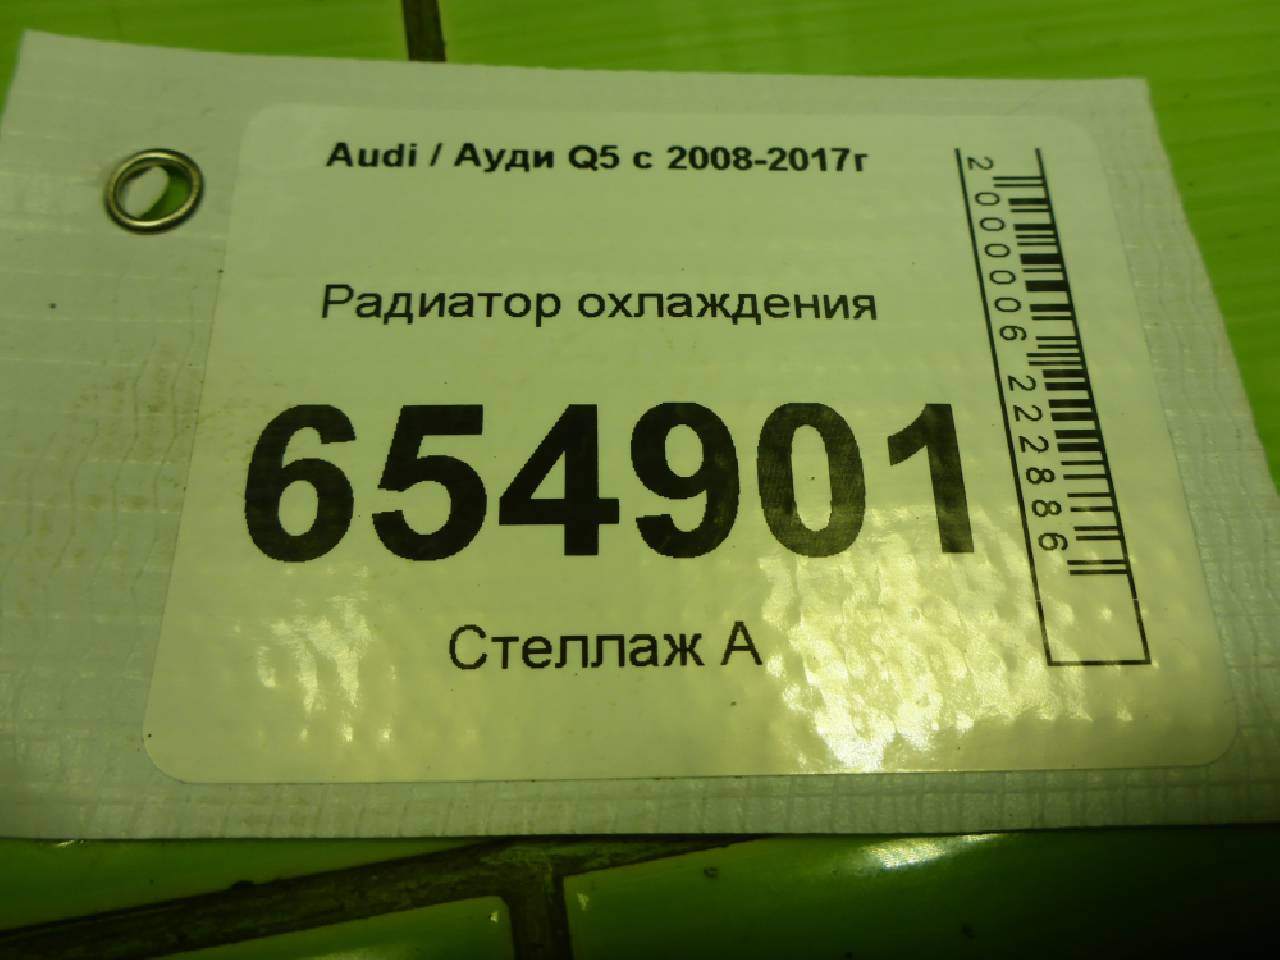 Audi / Ауди Q5 с 2008-2017г
Радиатор охлаждения
654901
Стеллаж А
2000006222886